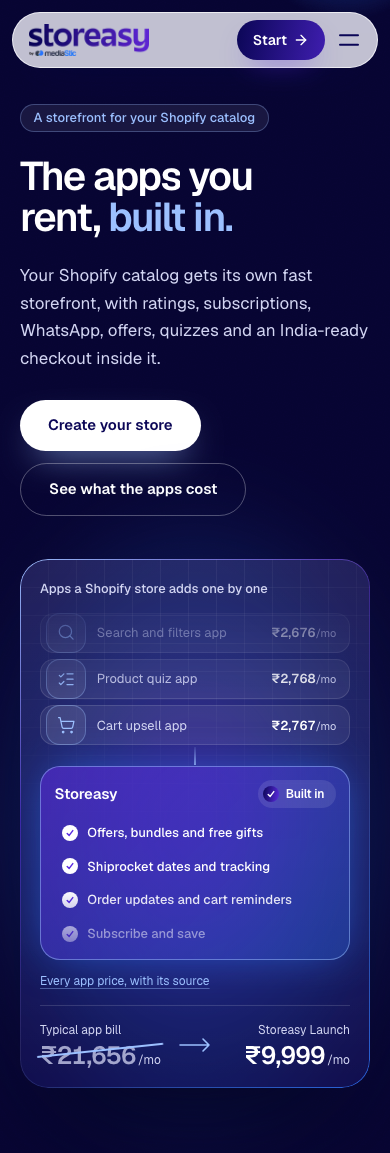 storeasy
by mediaStic
Start
A storefront for your Shopify catalog
The apps you
rent, built in.
Your Shopify catalog gets its own fast
storefront, with ratings, subscriptions,
WhatsApp, offers, quizzes and an India-ready
checkout inside it.
Create your store
See what the apps cost
Apps a Shopify store adds one by one
Search and filters app ₹2,676/mo
Product quiz app ₹2,768/mo
Cart upsell app ₹2,767/mo
Storeasy Built in
Offers, bundles and free gifts
Shiprocket dates and tracking
Order updates and cart reminders
Subscribe and save
Every app price, with its source
Typical app bill Storeasy Launch
₹21,656/mo ₹9,999/mo